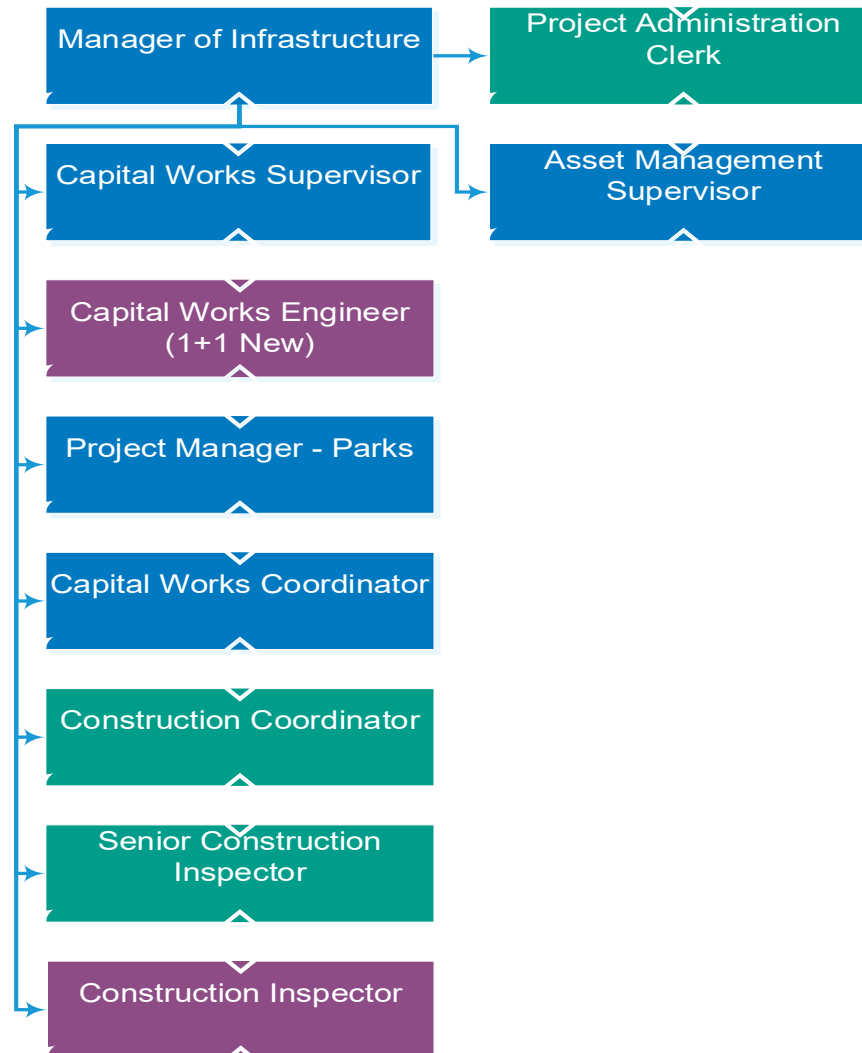 Manager of Infrastructure
Project Administration
Clerk
Capital Works Supervisor
Asset Management
Supervisor
Capital Works Engineer
(1+1 New)
Project Manager - Parks
Capital Works Coordinator
Construction Coordinator
Senior Construction
Inspector
Construction Inspector